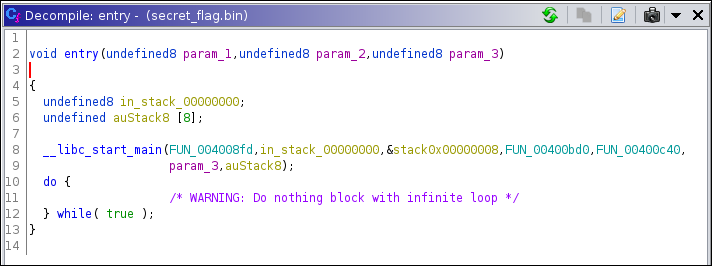 Decompile: entry - (secret_flag.bin)
1
2 void entry(undefined8 param_1,undefined8 param_2,undefined8 param_3)
3
4 {
5 undefined8 in_stack_00000000;
6 undefined auStack8 [8];
7
8 __libc_start_main(FUN_004008fd,in_stack_00000000,&stack0x00000008,FUN_00400bd0,FUN_00400c40,
9 param_3,auStack8);
10 do {
11 /* WARNING: Do nothing block with infinite loop */
12 } while( true );
13 }
14